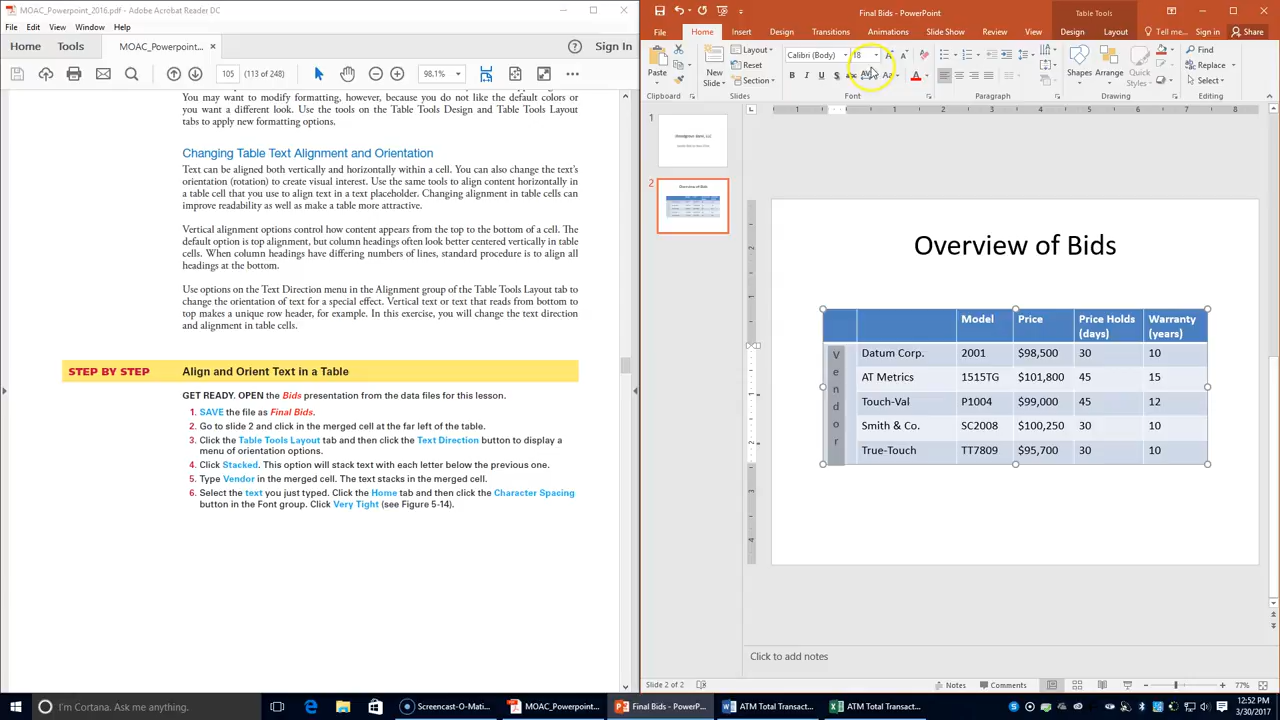 MOAC_Powerpoint_2016.pdf - Adobe Acrobat Reader DC
File Edit View Window Help
Home Tools MOAC_Powerpoint... × Sign In
105 (113 of 248) 98.1%
You may want to modify formatting, however, because you do not like the default colors or
you want a different look. Use the tools on the Table Tools Design and Table Tools Layout
tabs to apply new formatting options.
Changing Table Text Alignment and Orientation
Text can be aligned both vertically and horizontally within a cell. You can also change the text's
orientation (rotation) to create visual interest. Use the same tools to align content horizontally in
a table cell that you use to align text in a text placeholder. Changing alignment in table cells can
improve readability as well as make a table more attractive.
Vertical alignment options control how content appears from the top to the bottom of a cell. The
default option is top alignment, but column headings often look better centered vertically in table
cells. When column headings have differing numbers of lines, standard procedure is to align all
headings at the bottom.
Use options on the Text Direction menu in the Alignment group of the Table Tools Layout tab to
change the orientation of text for a special effect. Vertical text or text that reads from bottom to
top makes a unique row header, for example. In this exercise, you will change the text direction
and alignment in table cells.
STEP BY STEP Align and Orient Text in a Table
GET READY. OPEN the Bids presentation from the data files for this lesson.
1. SAVE the file as Final Bids.
2. Go to slide 2 and click in the merged cell at the far left of the table.
3. Click the Table Tools Layout tab and then click the Text Direction button to display a
menu of orientation options.
4. Click Stacked. This option will stack text with each letter below the previous one.
5. Type Vendor in the merged cell. The text stacks in the merged cell.
6. Select the text you just typed. Click the Home tab and then click the Character Spacing
button in the Font group. Click Very Tight (see Figure 5-14).
Final Bids - PowerPoint Table Tools
File Home Insert Design Transitions Animations Slide Show Review View Design Layout Tell me... Sign in Share
Paste New Slide Layout Reset Section Calibri (Body) 18 Shapes Arrange Quick Styles Find Replace Select
Clipboard Slides Font Paragraph Drawing Editing
1
2
Overview of Bids
Overview of Bids
Model Price Price Holds (days) Warranty (years)
Vendor
Datum Corp. 2001 $98,500 30 10
AT Metrics 1515TG $101,800 45 15
Touch-Val P1004 $99,000 45 12
Smith & Co. SC2008 $100,250 30 10
True-Touch TT7809 $95,700 30 10
Click to add notes
Slide 2 of 2 Notes Comments 77%
I'm Cortana. Ask me anything. Screencast-O-Mati... MOAC_Powerpoint... Final Bids - PowerP... ATM Total Transact... ATM Total Transac... 12:52 PM
3/30/2017